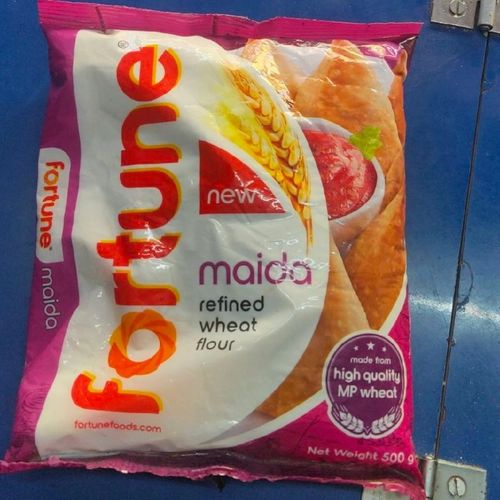 fortune
new
maida
refined
wheat
flour
fortune
maida
made from
high quality
MP wheat
fortunefoods.com
Net Weight 500 g